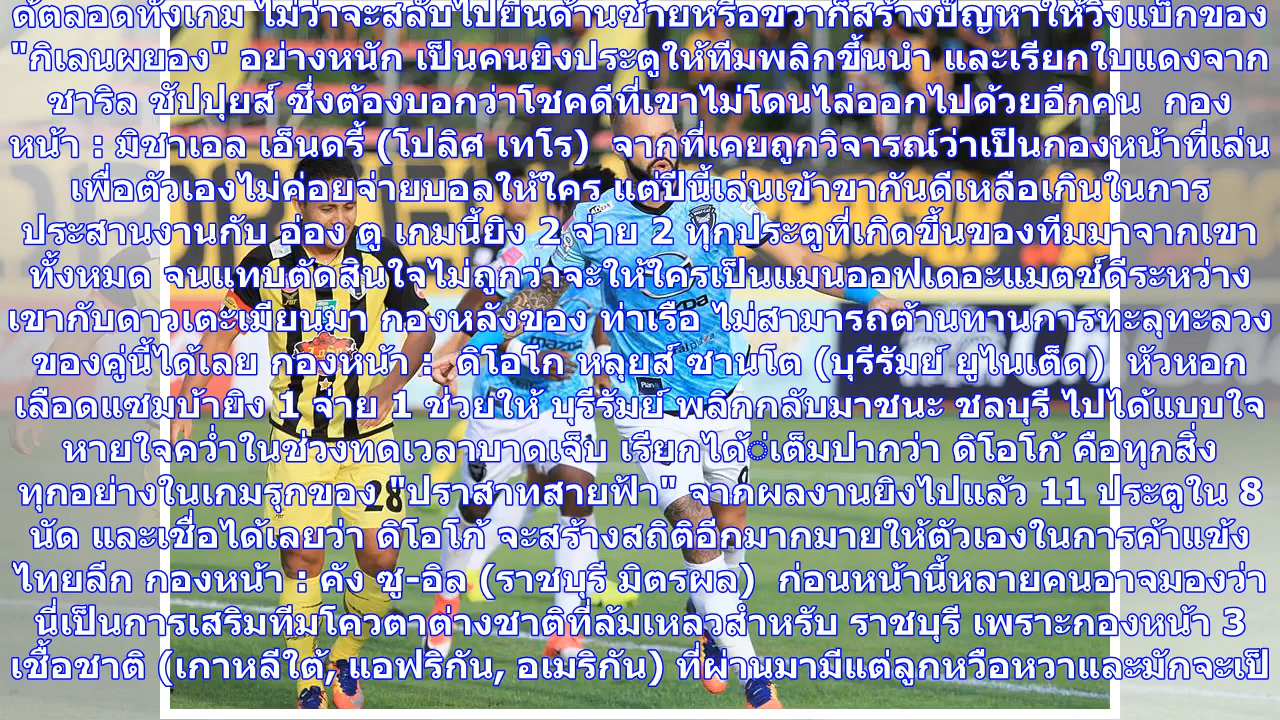 ด้ตลอดทั้งเกม ไม่ว่าจะสลับไปยืนด้านซ้ายหรือขวาก็สร้างปัญหาให้วิงแบ็กของ
"กิเลนผยอง" อย่างหนัก เป็นคนยิงประตูให้ทีมพลิกขึ้นนำ และเรียกใบแดงจาก
ชาริล ชัปปุยส์ ซึ่งต้องบอกว่าโชคดีที่เขาไม่โดนไล่ออกไปด้วยอีกคน กอง
หน้า : มิชาเอล เอ็นดรี้ (โปลิศ เทโร) จากที่เคยถูกวิจารณ์ว่าเป็นกองหน้าที่เล่น
เพื่อตัวเองไม่ค่อยจ่ายบอลให้ใคร แต่ปีนี้เล่นเข้าขากันดีเหลือเกินในการ
ประสานงานกับ อ่อง ตู เกมนี้ยิง 2 จ่าย 2 ทุกประตูที่เกิดขึ้นของทีมมาจากเขา
ทั้งหมด จนแทบตัดสินใจไม่ถูกว่าจะให้ใครเป็นแมนออฟเดอะแมตช์ดีระหว่าง
เขากับดาวเตะเมียนมา กองหลังของ ท่าเรือ ไม่สามารถต้านทานการทะลุทะลวง
ของคู่นี้ได้เลย กองหน้า : ดิโอโก หลุยส์ ซานโต (บุรีรัมย์ ยูไนเต็ด) หัวหอก
เลือดแซมบ้ายิง 1 จ่าย 1 ช่วยให้ บุรีรัมย์ พลิกกลับมาชนะ ชลบุรี ไปได้แบบใจ
หายใจคว่ำในช่วงทดเวลาบาดเจ็บ เรียกได้่เต็มปากว่า ดิโอโก้ คือทุกสิ่ง
ทุกอย่างในเกมรุกของ "ปราสาทสายฟ้า" จากผลงานยิงไปแล้ว 11 ประตูใน 8
นัด และเชื่อได้เลยว่า ดิโอโก้ จะสร้างสถิติอีกมากมายให้ตัวเองในการค้าแข้ง
ไทยลีก กองหน้า : คัง ซู-อิล (ราชบุรี มิตรผล) ก่อนหน้านี้หลายคนอาจมองว่า
นี่เป็นการเสริมทีมโควตาต่างชาติที่ล้มเหลวสำหรับ ราชบุรี เพราะกองหน้า 3
เชื้อชาติ (เกาหลีใต้, แอฟริกัน, อเมริกัน) ที่ผ่านมามีแต่ลูกหวือหวาและมักจะเป็
28
mazda